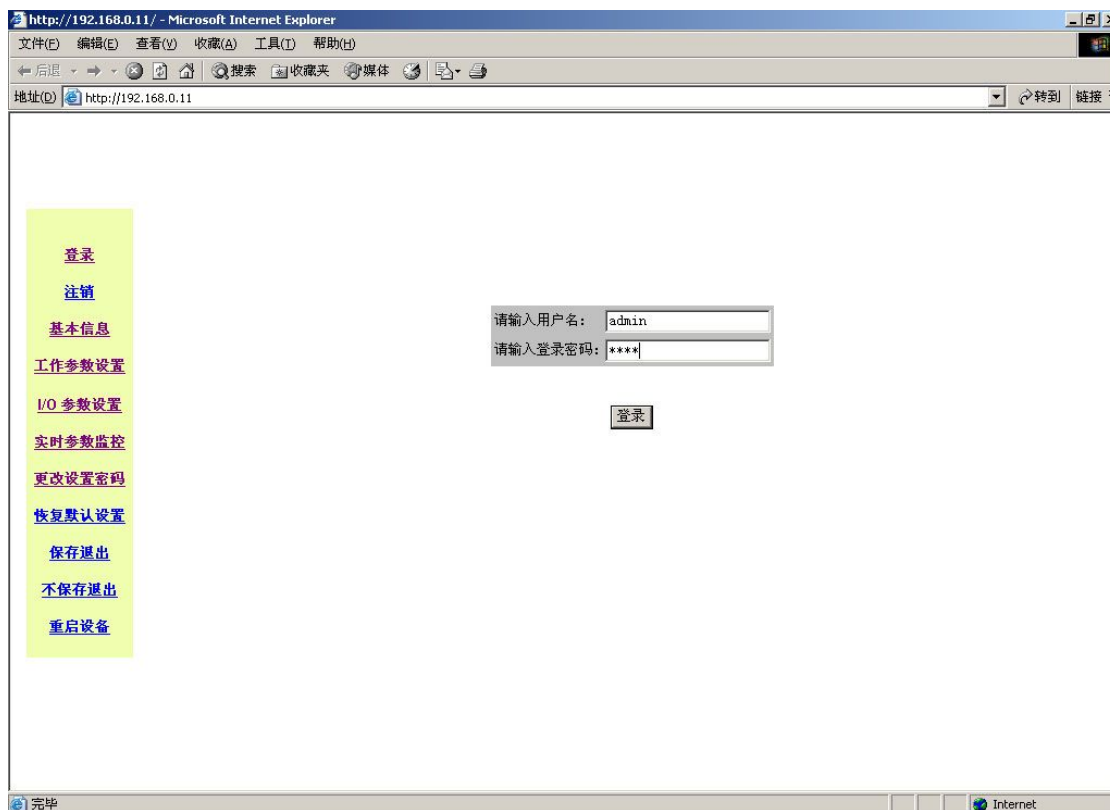 http://192.168.0.11/ - Microsoft Internet Explorer
文件(F) 编辑(E) 查看(V) 收藏(A) 工具(T) 帮助(H)
后退 搜索 收藏夹 媒体
地址(D) http://192.168.0.11 转到 链接
登录
注销
基本信息
工作参数设置
I/O 参数设置
实时参数监控
更改设置密码
恢复默认设置
保存退出
不保存退出
重启设备
请输入用户名: admin
请输入登录密码: ****
登录
完毕 Internet